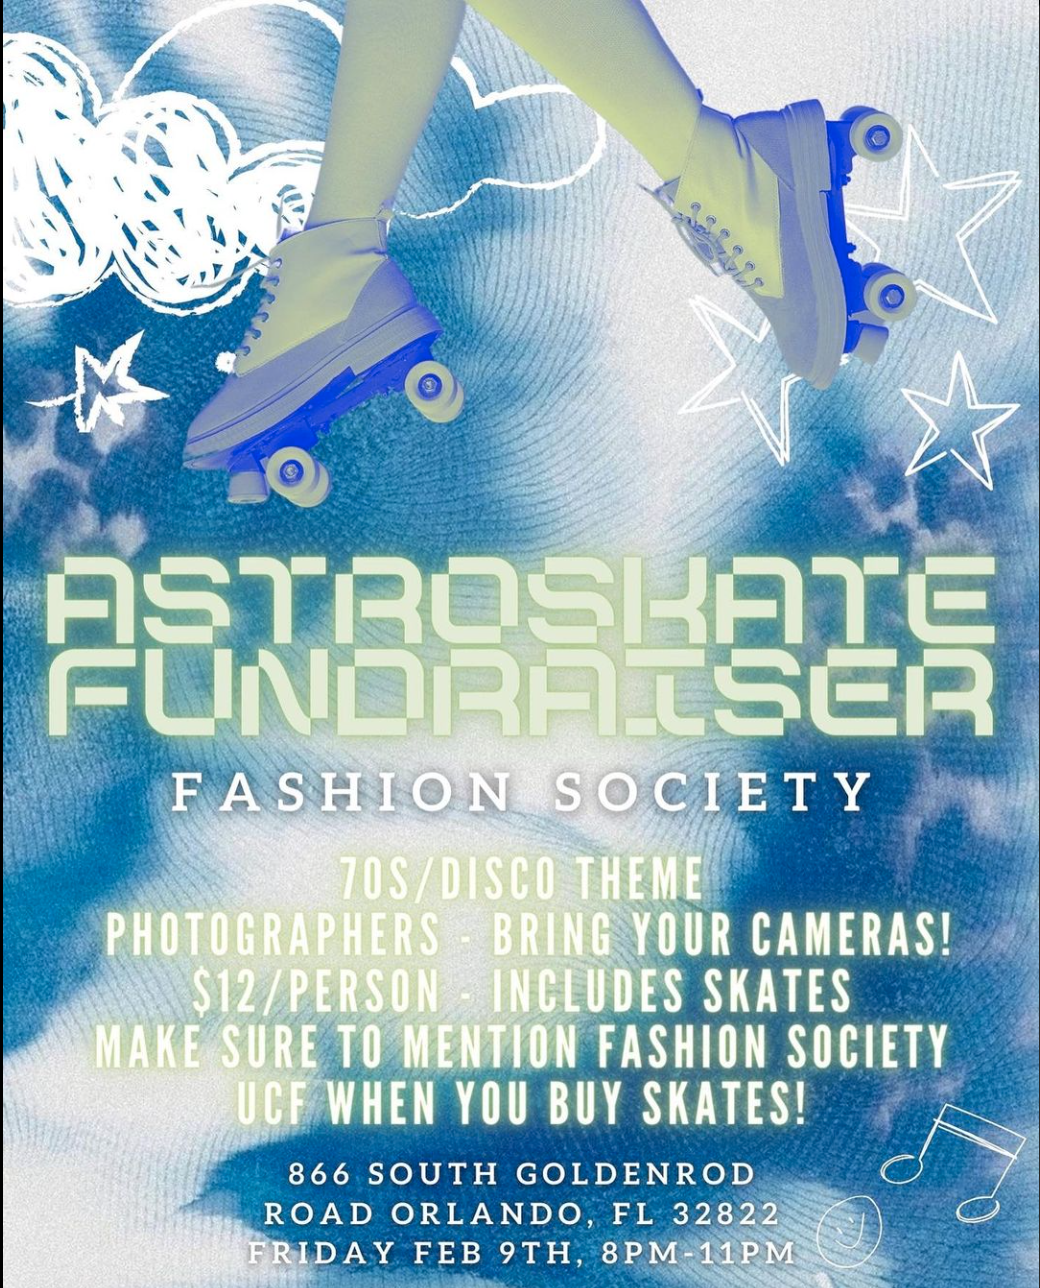 ASTROSKATE
FUNDRAISER
FASHION SOCIETY
70S/DISCO THEME
PHOTOGRAPHERS - BRING YOUR CAMERAS!
$12/PERSON - INCLUDES SKATES
MAKE SURE TO MENTION FASHION SOCIETY
UCF WHEN YOU BUY SKATES!
866 SOUTH GOLDENROD
ROAD ORLANDO, FL 32822
FRIDAY FEB 9TH, 8PM-11PM